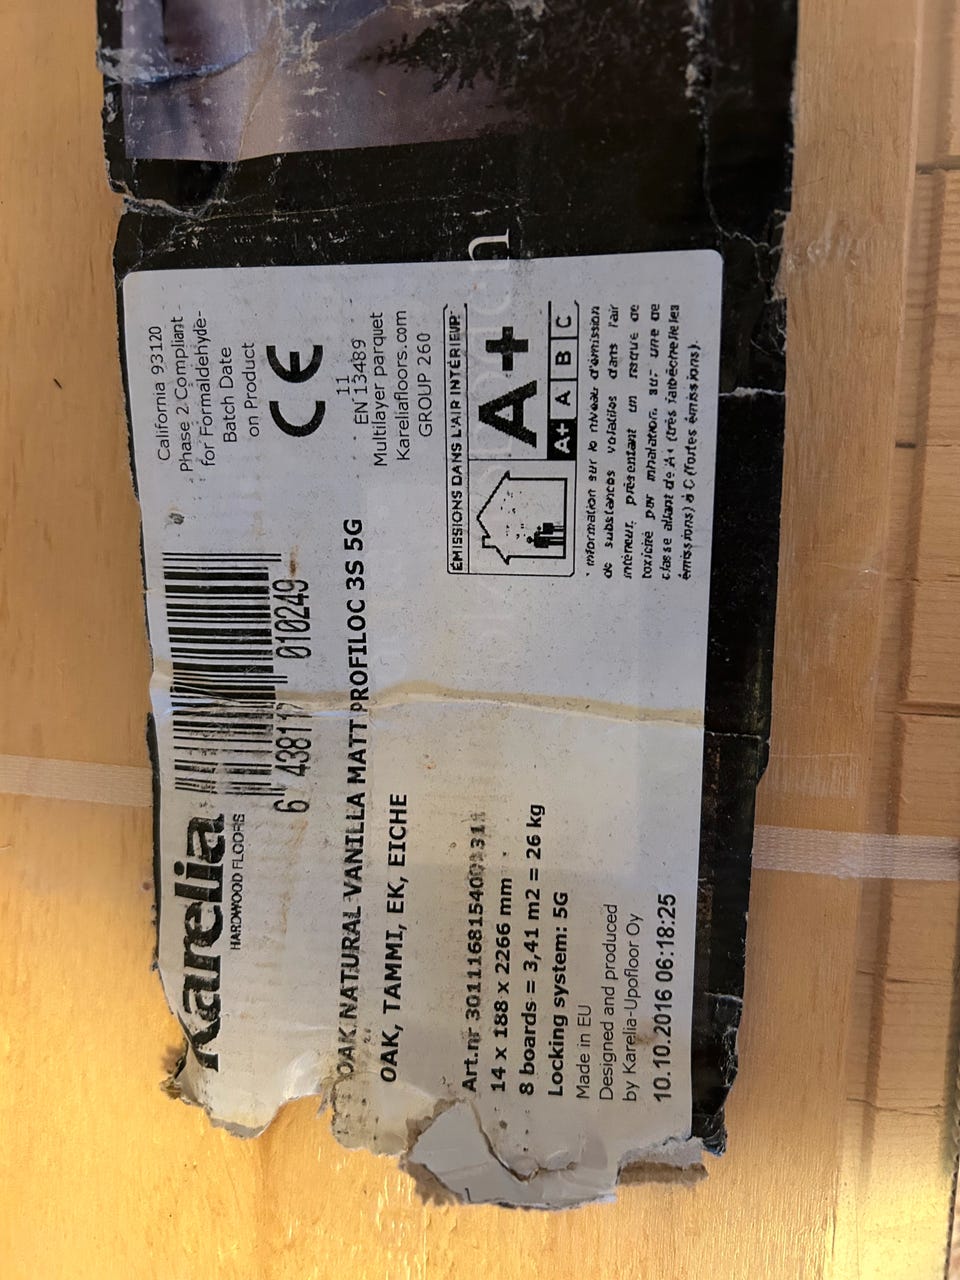 Karelia
HARDWOOD FLOORS
6 43811 010249
OAK NATURAL VANILLA MATT PROFILOC 3S 5G
OAK, TAMMI, EK, EICHE
Art.nr
14 x 188 x 2266 mm
8 boards = 3,41 m2 = 26 kg
Locking system: 5G
Made in EU
Designed and produced
by Karelia-Upofloor Oy
10.10.2016 06:18:25
California 93120
Phase 2 Compliant
for Formaldehyde-
Batch Date
on Product
CE
11
EN 13489
Multilayer parquet
Kareliafloors.com
GROUP 260
ÉMISSIONS DANS L'AIR INTÉRIEUR*
A+
A+ A B C
* Information sur le niveau d'émission
de substances volatiles dans l'air
intérieur, présentant un risque de
toxicité par inhalation, sur une
classe allant de A+ (très faibles
émissions) à C (fortes émissions).